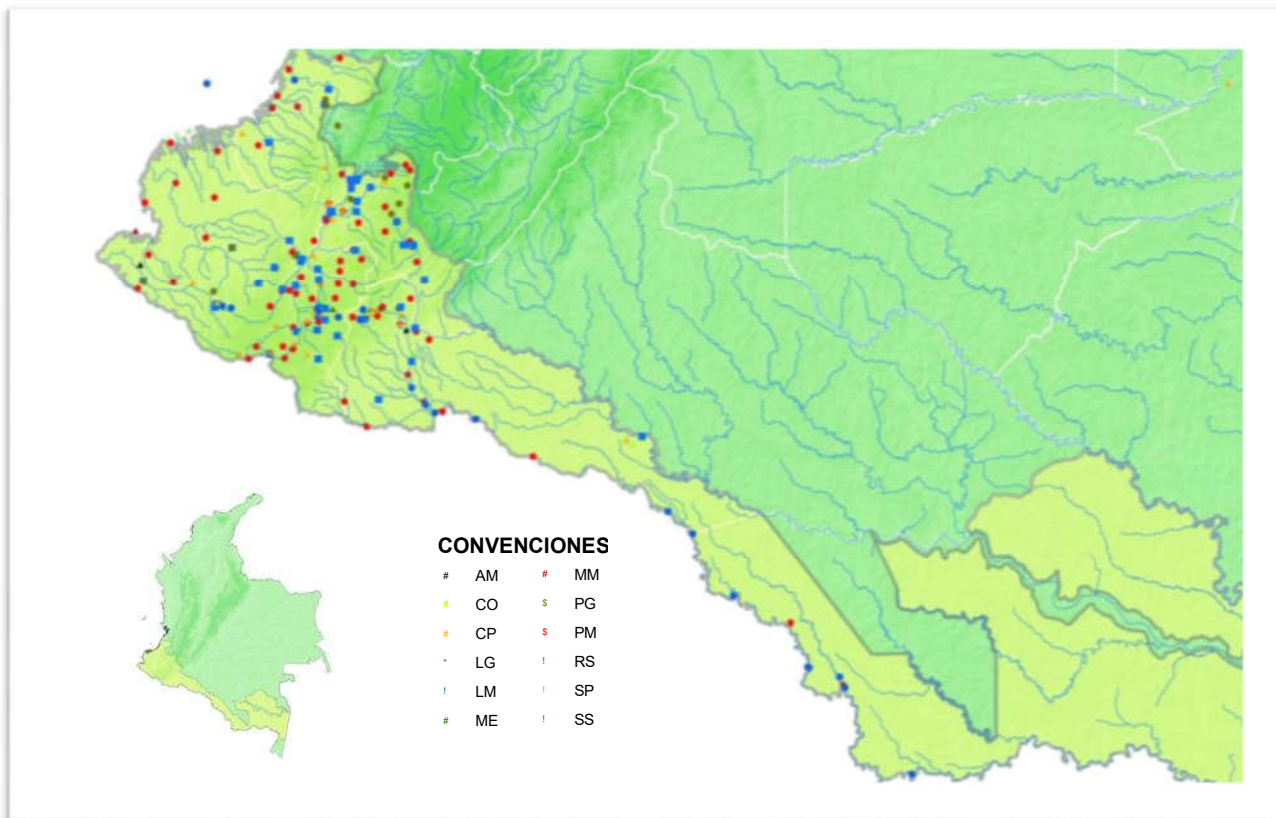 CONVENCIONES
# AM # MM
# CO $ PG
# CP $ PM
* LG ! RS
! LM ! SP
# ME ! SS